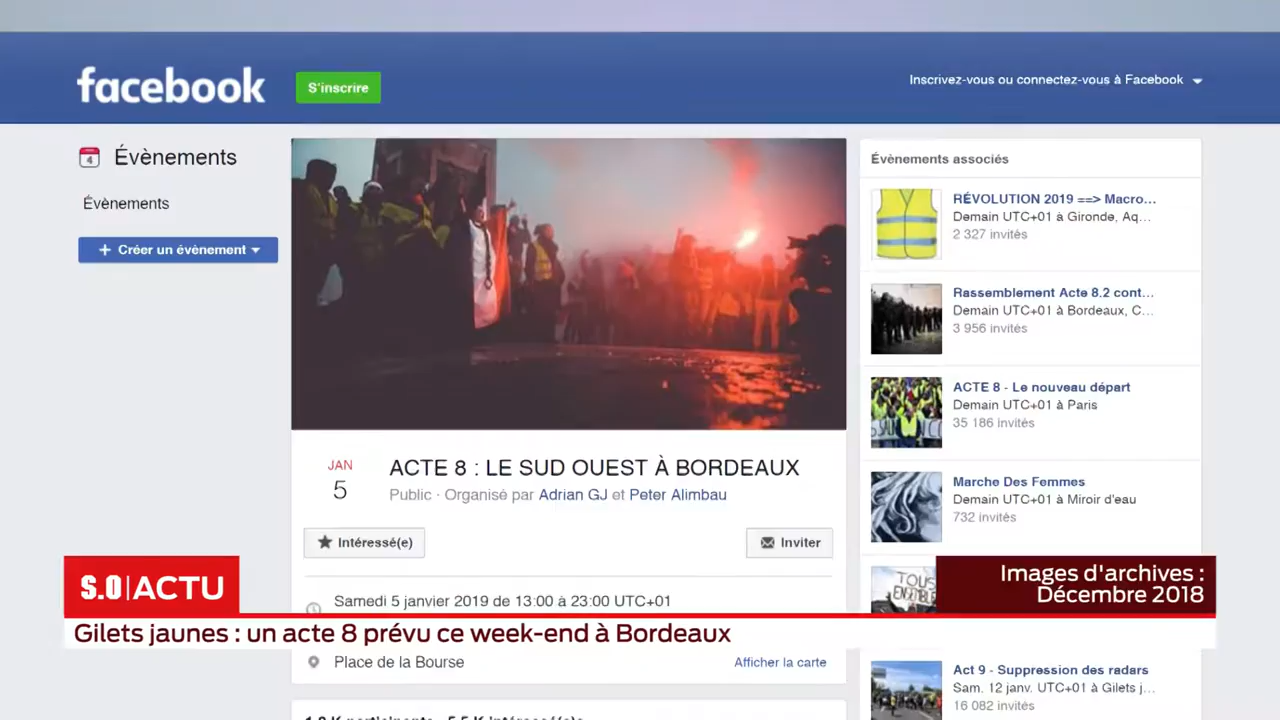 facebook
S'inscrire
Inscrivez-vous ou connectez-vous à Facebook
4
Évènements
Évènements
+ Créer un évènement
JAN
5
ACTE 8 : LE SUD OUEST À BORDEAUX
Public · Organisé par Adrian GJ et Peter Alimbau
Intéressé(e)
Inviter
Samedi 5 janvier 2019 de 13:00 à 23:00 UTC+01
Place de la Bourse
Afficher la carte
Évènements associés
RÉVOLUTION 2019 ==> Macro...
Demain UTC+01 à Gironde, Aq...
2 327 invités
Rassemblement Acte 8.2 cont...
Demain UTC+01 à Bordeaux, C...
3 956 invités
ACTE 8 - Le nouveau départ
Demain UTC+01 à Paris
35 186 invités
Marche Des Femmes
Demain UTC+01 à Miroir d'eau
732 invités
TOUS
ENSEMBLE
Act 9 - Suppression des radars
Sam. 12 janv. UTC+01 à Gilets j...
16 082 invités
S.O|ACTU
Images d'archives :
Décembre 2018
Gilets jaunes : un acte 8 prévu ce week-end à Bordeaux